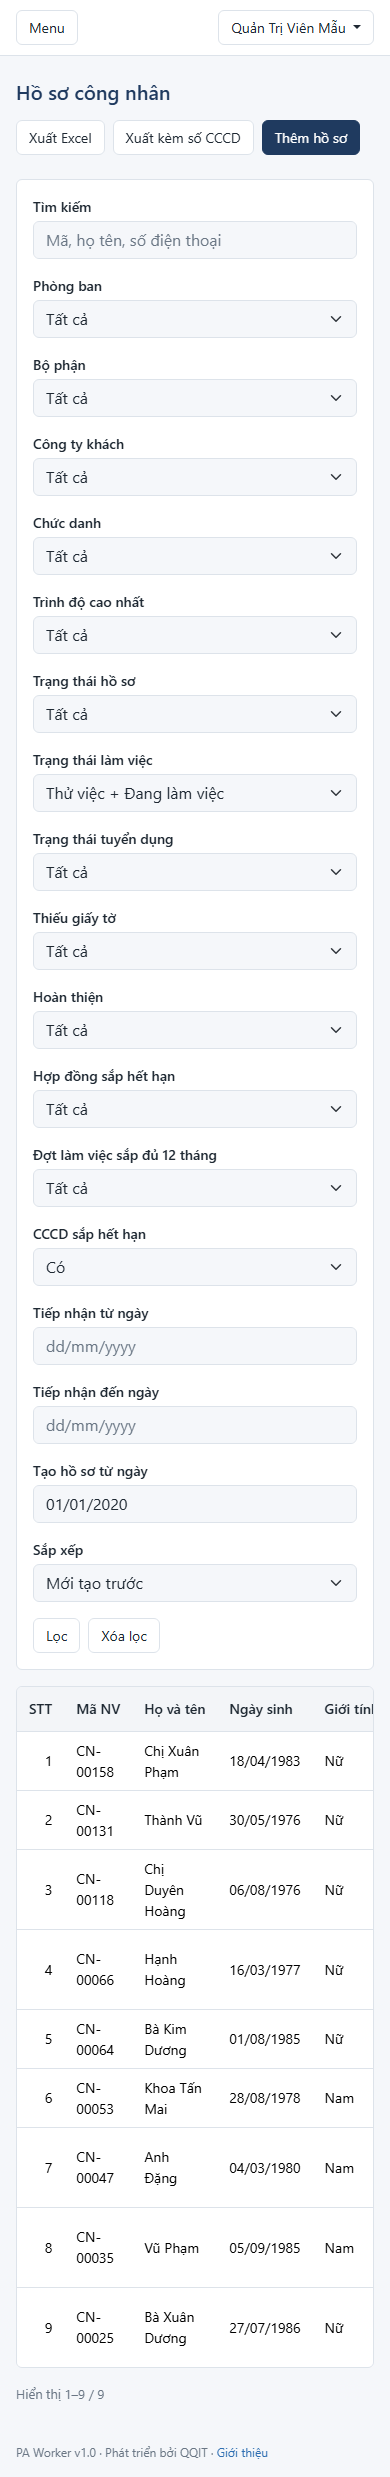 Menu
Quản Trị Viên Mẫu
Hồ sơ công nhân
Xuất Excel
Xuất kèm số CCCD
Thêm hồ sơ
Tìm kiếm
Mã, họ tên, số điện thoại
Phòng ban
Tất cả
Bộ phận
Tất cả
Công ty khách
Tất cả
Chức danh
Tất cả
Trình độ cao nhất
Tất cả
Trạng thái hồ sơ
Tất cả
Trạng thái làm việc
Thử việc + Đang làm việc
Trạng thái tuyển dụng
Tất cả
Thiếu giấy tờ
Tất cả
Hoàn thiện
Tất cả
Hợp đồng sắp hết hạn
Tất cả
Đợt làm việc sắp đủ 12 tháng
Tất cả
CCCD sắp hết hạn
Có
Tiếp nhận từ ngày
dd/mm/yyyy
Tiếp nhận đến ngày
dd/mm/yyyy
Tạo hồ sơ từ ngày
01/01/2020
Sắp xếp
Mới tạo trước
Lọc
Xóa lọc
STT Mã NV Họ và tên Ngày sinh Giới tính
1 CN-00158 Chị Xuân Phạm 18/04/1983 Nữ
2 CN-00131 Thành Vũ 30/05/1976 Nữ
3 CN-00118 Chị Duyên Hoàng 06/08/1976 Nữ
4 CN-00066 Hạnh Hoàng 16/03/1977 Nữ
5 CN-00064 Bà Kim Dương 01/08/1985 Nữ
6 CN-00053 Khoa Tấn Mai 28/08/1978 Nam
7 CN-00047 Anh Đặng 04/03/1980 Nam
8 CN-00035 Vũ Phạm 05/09/1985 Nam
9 CN-00025 Bà Xuân Dương 27/07/1986 Nữ
Hiển thị 1–9 / 9
PA Worker v1.0 · Phát triển bởi QQIT · Giới thiệu